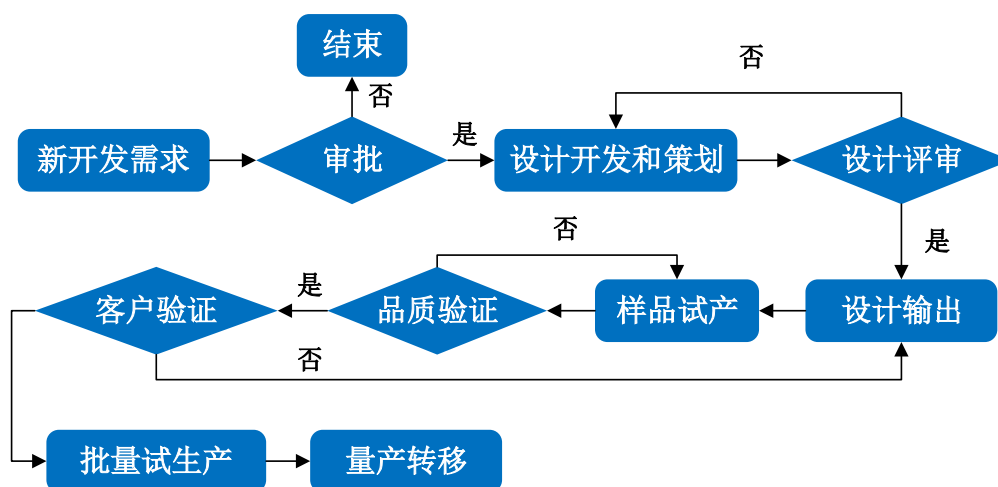 结束
否
否
是
新开发需求
审批
设计开发和策划
设计评审
否
是
是
客户验证
品质验证
样品试产
设计输出
否
批量试生产
量产转移